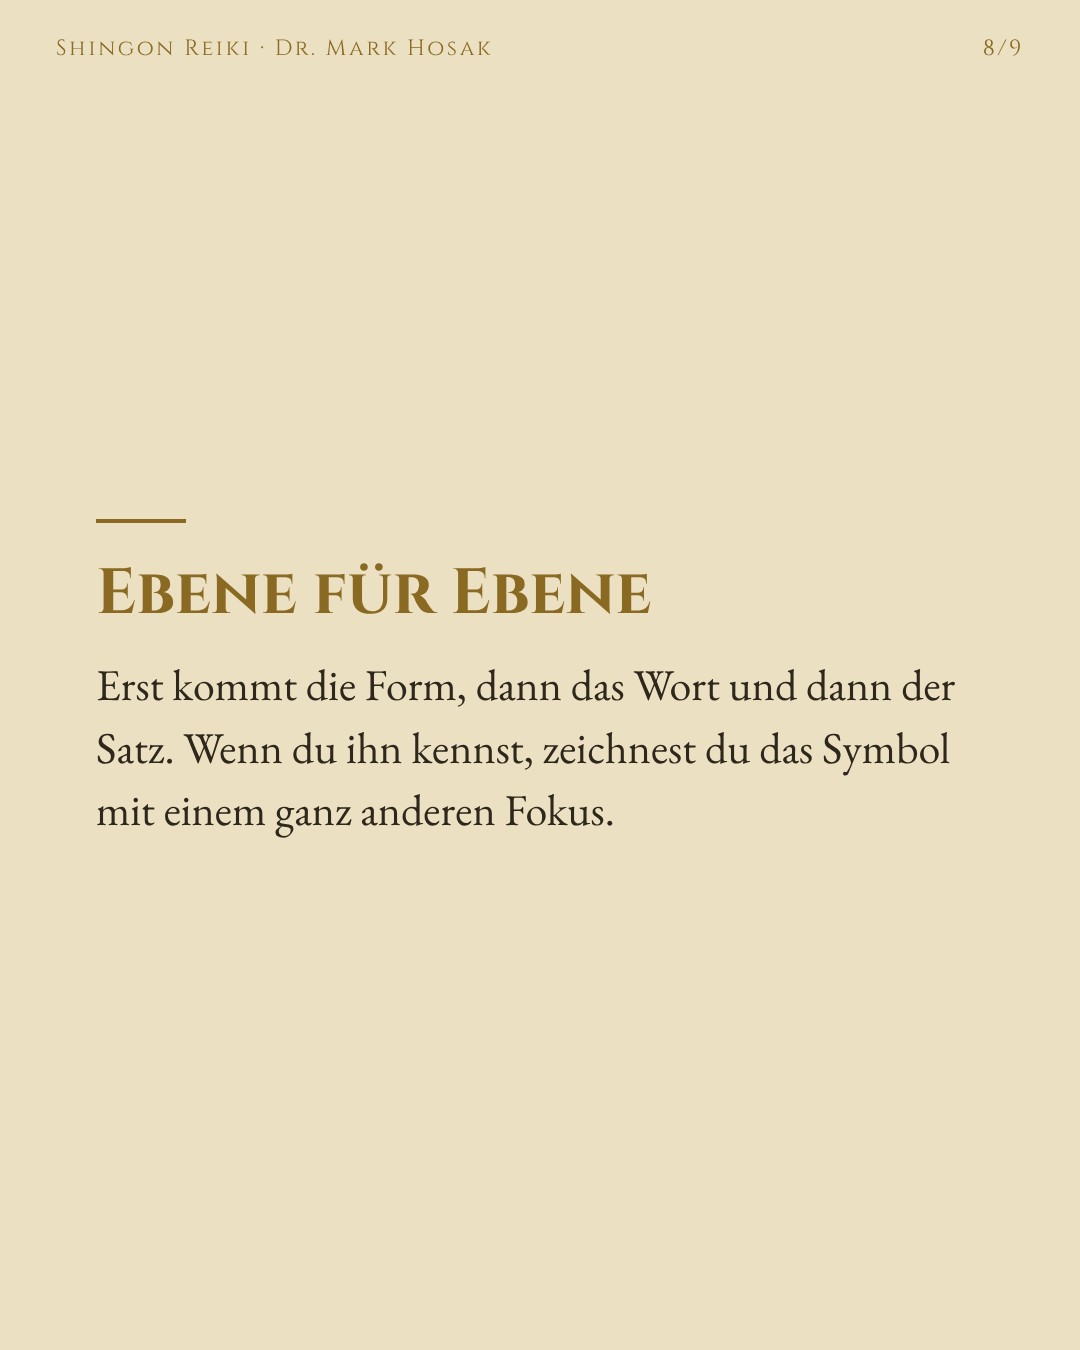 Shingon Reiki · Dr. Mark Hosak
8/9
Ebene für Ebene
Erst kommt die Form, dann das Wort und dann der
Satz. Wenn du ihn kennst, zeichnest du das Symbol
mit einem ganz anderen Fokus.